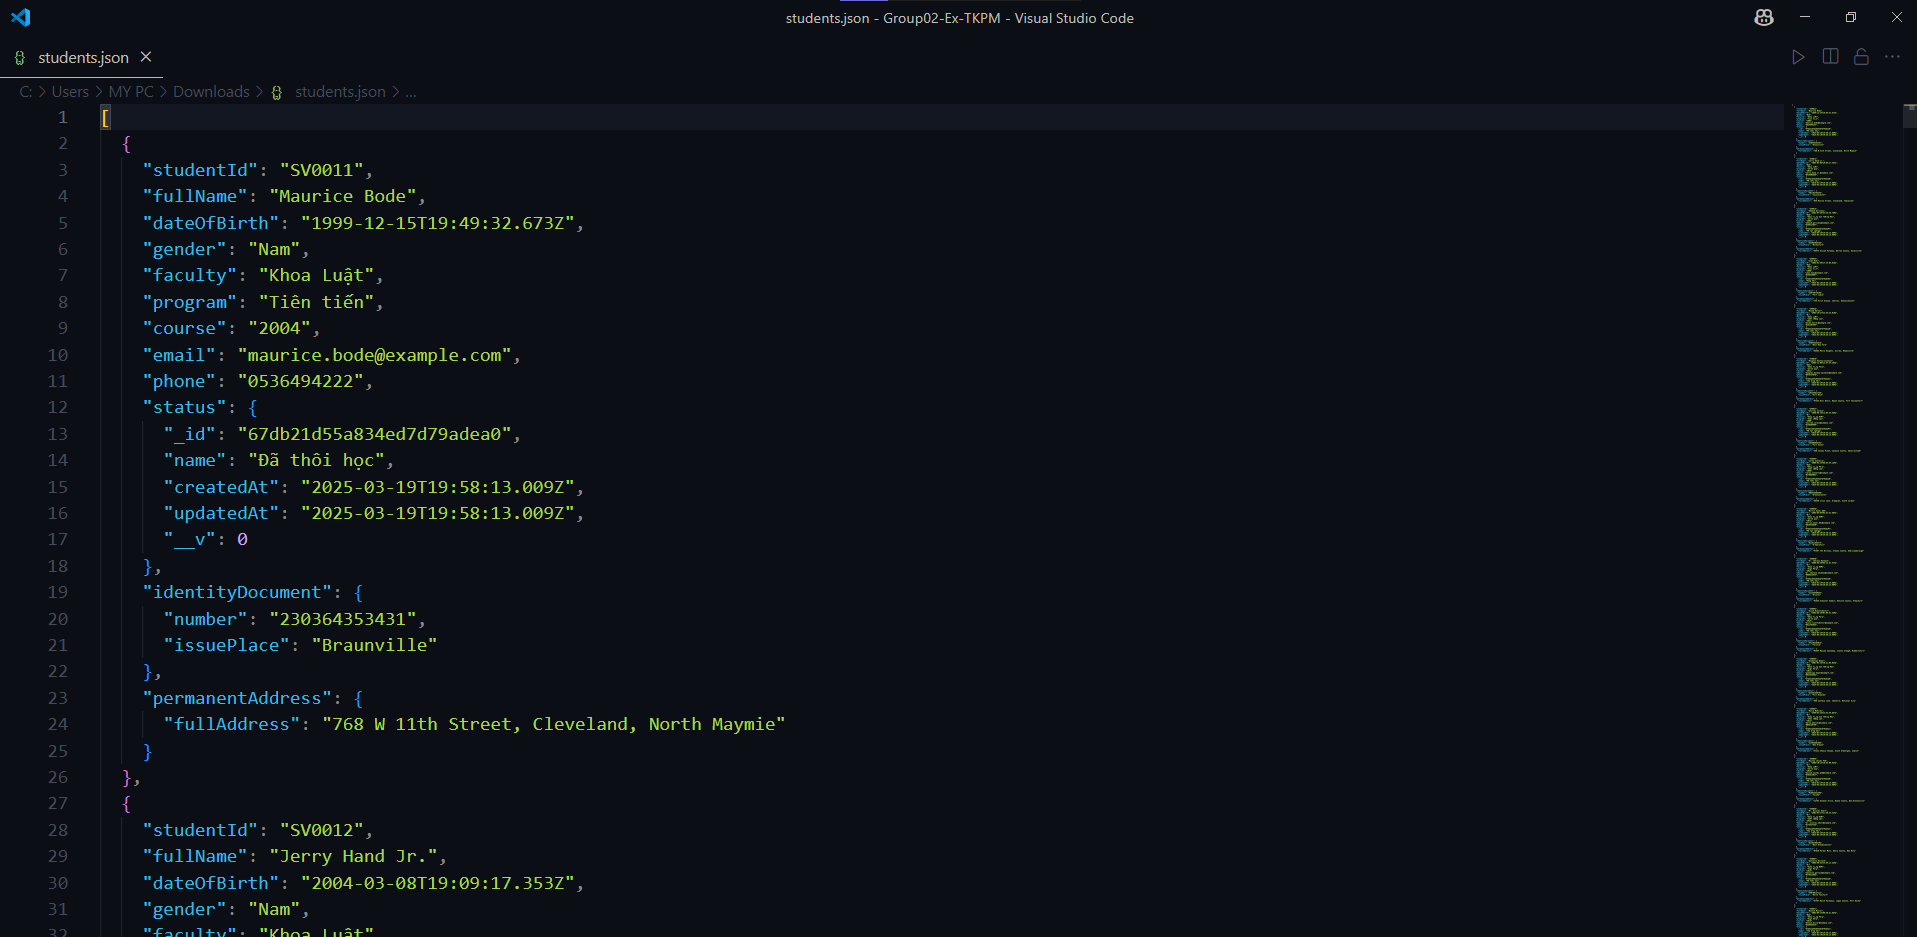 students.json - Group02-Ex-TKPM - Visual Studio Code
students.json
C: > Users > MY PC > Downloads > {} students.json > ...
1 [
2 {
3 "studentId": "SV0011",
4 "fullName": "Maurice Bode",
5 "dateOfBirth": "1999-12-15T19:49:32.673Z",
6 "gender": "Nam",
7 "faculty": "Khoa Luật",
8 "program": "Tiên tiến",
9 "course": "2004",
10 "email": "maurice.bode@example.com",
11 "phone": "0536494222",
12 "status": {
13 "_id": "67db21d55a834ed7d79adea0",
14 "name": "Đã thôi học",
15 "createdAt": "2025-03-19T19:58:13.009Z",
16 "updatedAt": "2025-03-19T19:58:13.009Z",
17 "__v": 0
18 },
19 "identityDocument": {
20 "number": "230364353431",
21 "issuePlace": "Braunville"
22 },
23 "permanentAddress": {
24 "fullAddress": "768 W 11th Street, Cleveland, North Maymie"
25 }
26 },
27 {
28 "studentId": "SV0012",
29 "fullName": "Jerry Hand Jr.",
30 "dateOfBirth": "2004-03-08T19:09:17.353Z",
31 "gender": "Nam",
32 "faculty": "Khoa Luật"